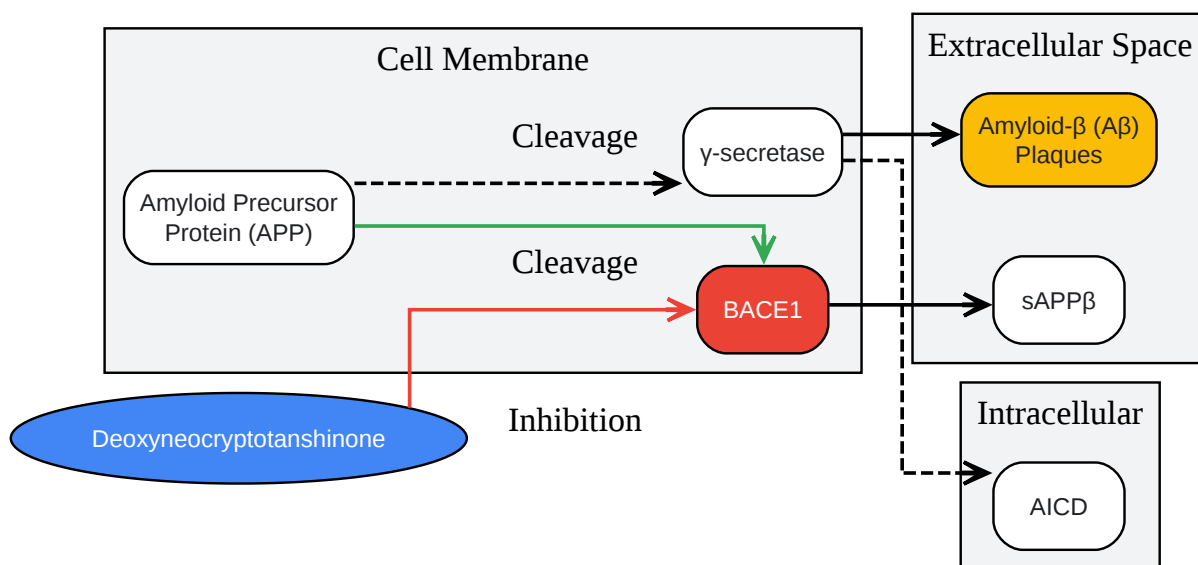 Cell Membrane
Extracellular Space
Cleavage
γ-secretase
Amyloid-β (Aβ)
Plaques
Amyloid Precursor
Protein (APP)
Cleavage
BACE1
sAPPβ
Deoxyneocryptotanshinone
Inhibition
Intracellular
AICD